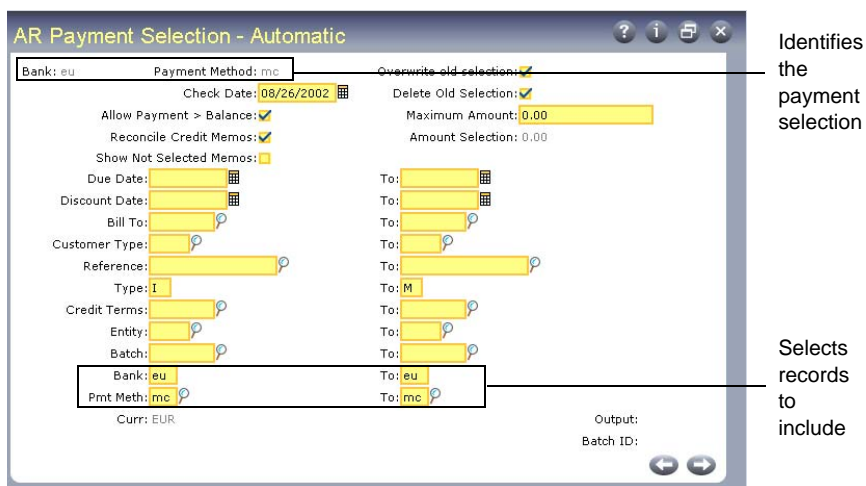 AR Payment Selection - Automatic
? i
Bank: eu Payment Method: mc Overwrite old selection:
Check Date: 08/26/2002 Delete Old Selection:
Allow Payment > Balance: Maximum Amount: 0.00
Reconcile Credit Memos: Amount Selection: 0.00
Show Not Selected Memos:
Due Date: To:
Discount Date: To:
Bill To: To:
Customer Type: To:
Reference: To:
Type: I To: M
Credit Terms: To:
Entity: To:
Batch: To:
Bank: eu To: eu
Pmt Meth: mc To: mc
Curr: EUR Output:
Batch ID:
Identifies
the
payment
selection
Selects
records
to
include